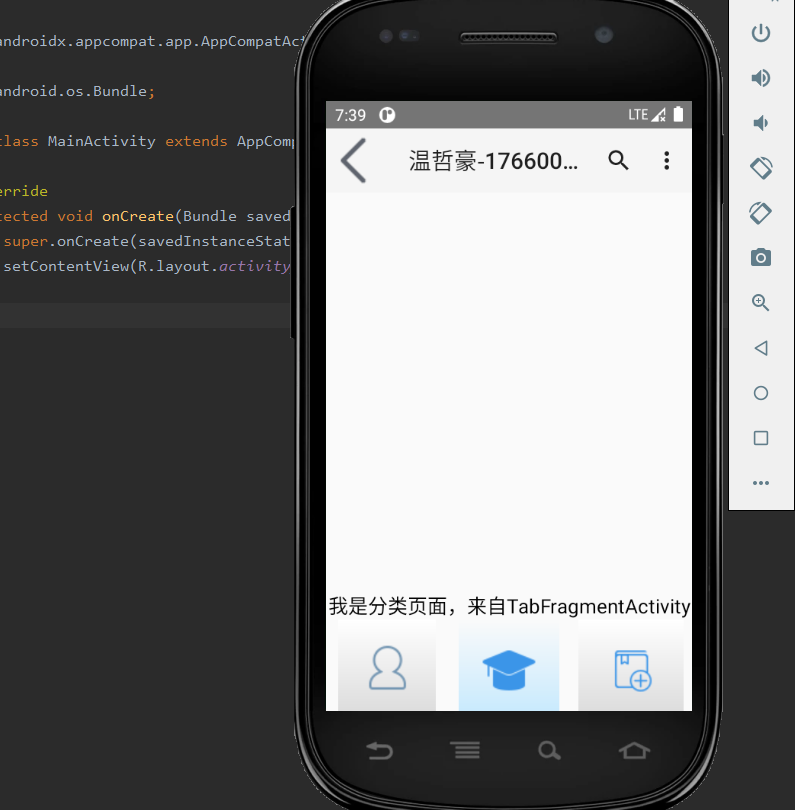 androidx.appcompat.app.AppCompatAct
android.os.Bundle;
class MainActivity extends AppComp
erride
tected void onCreate(Bundle saved
super.onCreate(savedInstanceStat
setContentView(R.layout.activity
7:39
LTE
温哲豪-176600...
我是分类页面，来自TabFragmentActivity